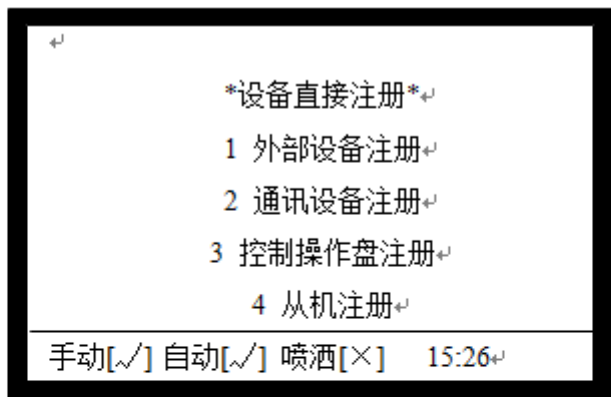 *设备直接注册*
1 外部设备注册
2 通讯设备注册
3 控制操作盘注册
4 从机注册
手动[√] 自动[√] 喷洒[×] 15:26